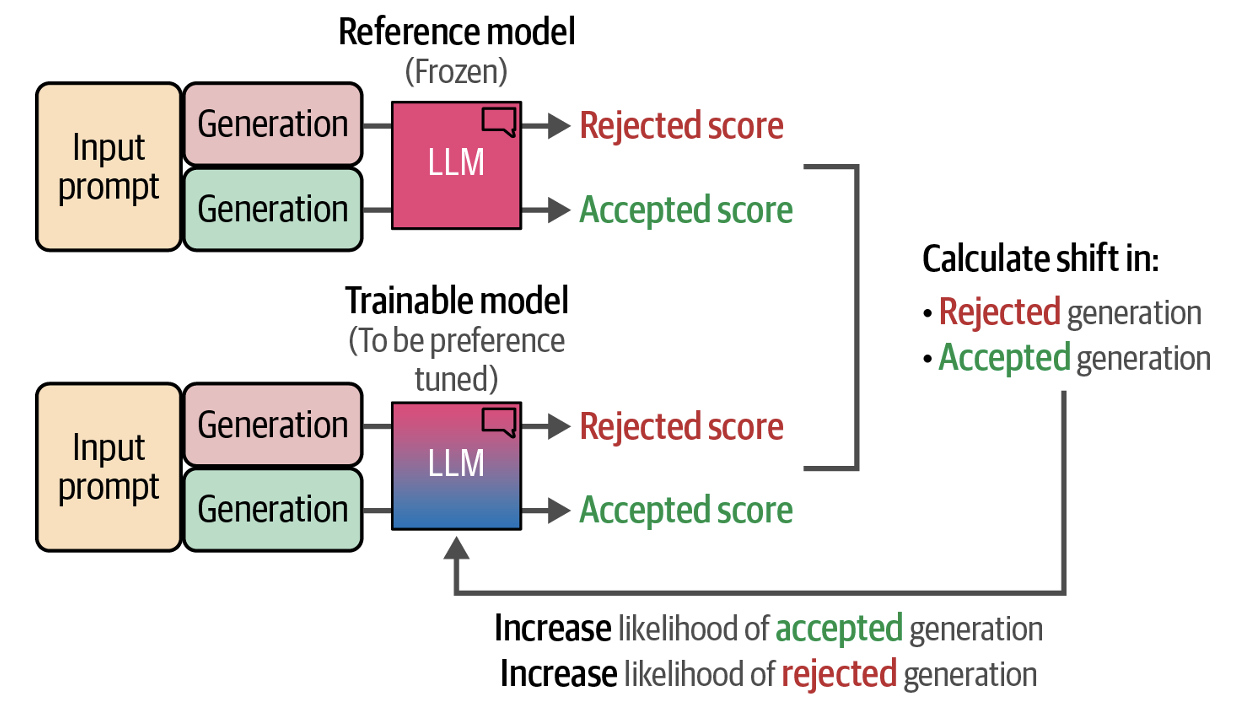 Reference model
(Frozen)
Input
prompt
Generation
Generation
LLM
Rejected score
Accepted score
Trainable model
(To be preference
tuned)
Input
prompt
Generation
Generation
LLM
Rejected score
Accepted score
Calculate shift in:
• Rejected generation
• Accepted generation
Increase likelihood of accepted generation
Increase likelihood of rejected generation